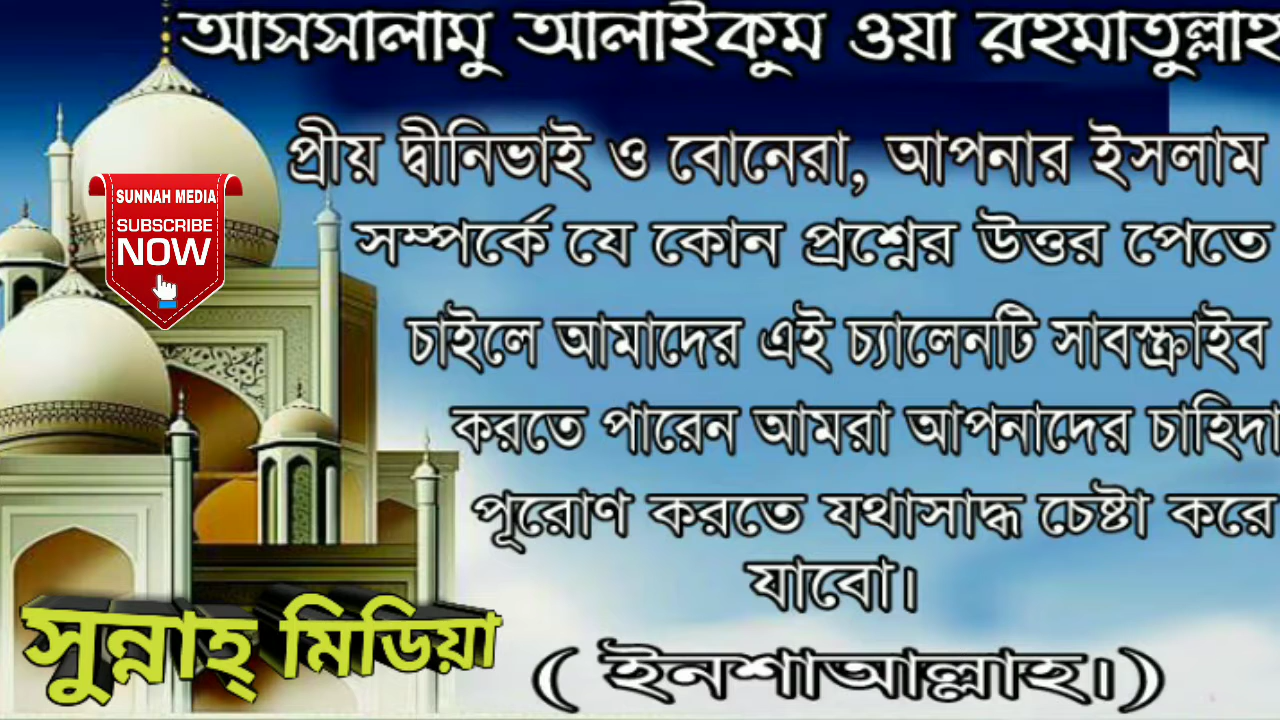 আসসালামু আলাইকুম ওয়া রহমাতুল্লাহ
প্রীয় দ্বীনিভাই ও বোনেরা, আপনার ইসলাম
সম্পর্কে যে কোন প্রশ্নের উত্তর পেতে
চাইলে আমাদের এই চ্যালেনটি সাবস্ক্রাইব
করতে পারেন আমরা আপনাদের চাহিদা
পূরোণ করতে যথাসাদ্ধ চেষ্টা করে
যাবো।
( ইনশাআল্লাহ।)
SUNNAH MEDIA
SUBSCRIBE
NOW
সুন্নাহ্ মিডিয়া